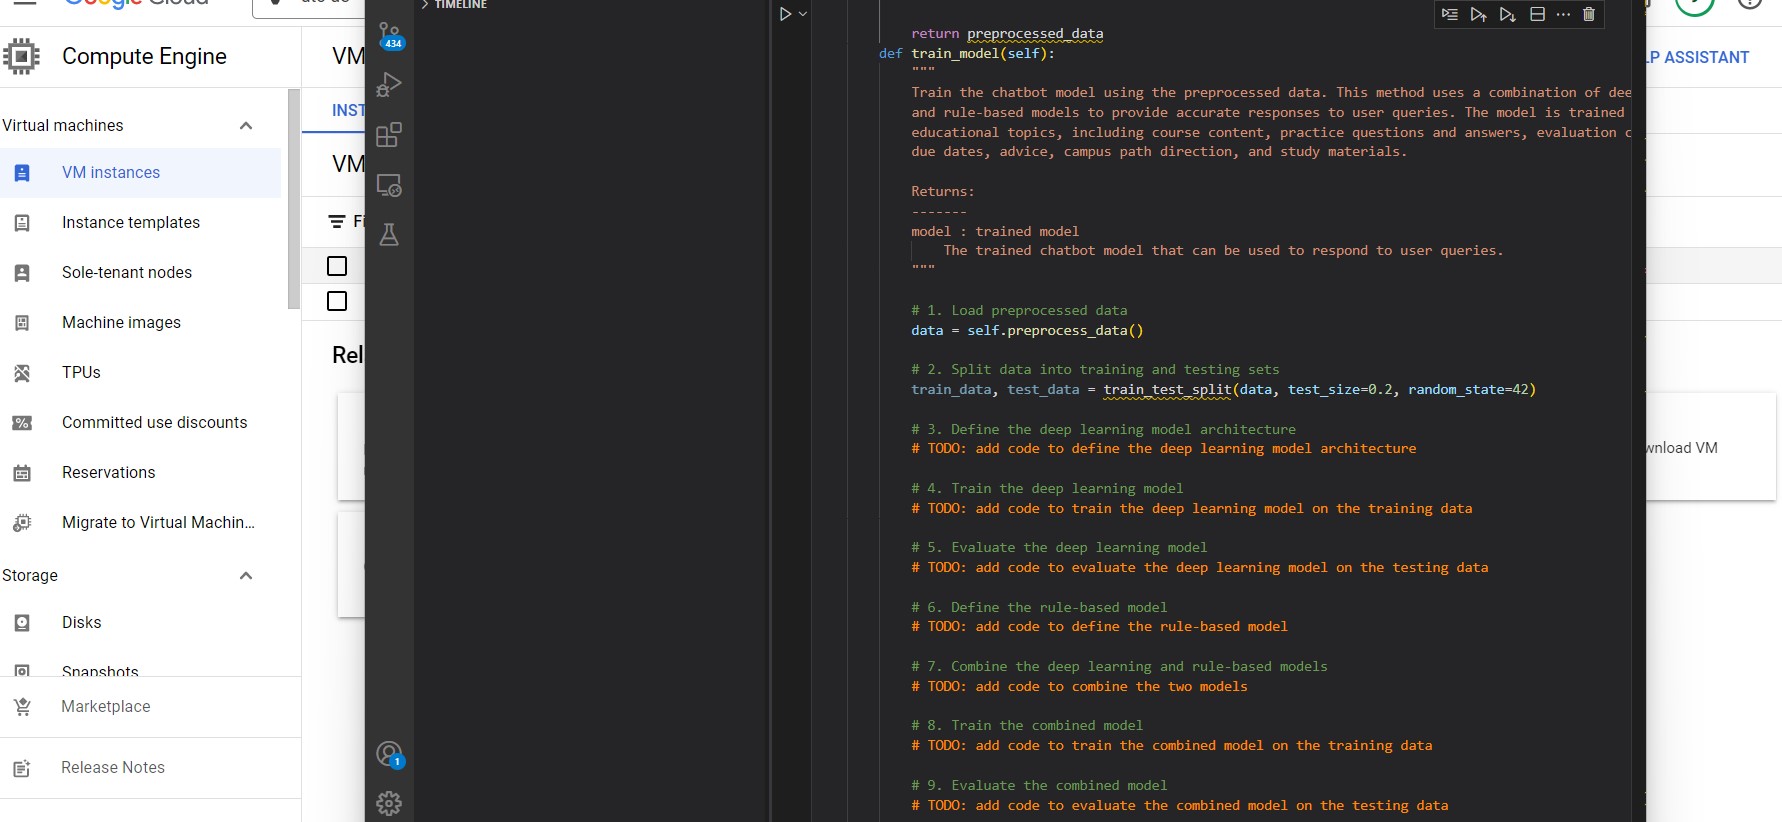 Compute Engine
Virtual machines
VM instances
Instance templates
Sole-tenant nodes
Machine images
TPUs
Committed use discounts
Reservations
Migrate to Virtual Machin...
Storage
Disks
Snapshots
Marketplace
Release Notes
VM
INST
VM
Fi
Rel
TIMELINE
434
1
return preprocessed_data
def train_model(self):
"""
Train the chatbot model using the preprocessed data. This method uses a combination of dee
and rule-based models to provide accurate responses to user queries. The model is trained
educational topics, including course content, practice questions and answers, evaluation c
due dates, advice, campus path direction, and study materials.
Returns:
-------
model : trained model
The trained chatbot model that can be used to respond to user queries.
"""
# 1. Load preprocessed data
data = self.preprocess_data()
# 2. Split data into training and testing sets
train_data, test_data = train_test_split(data, test_size=0.2, random_state=42)
# 3. Define the deep learning model architecture
# TODO: add code to define the deep learning model architecture
# 4. Train the deep learning model
# TODO: add code to train the deep learning model on the training data
# 5. Evaluate the deep learning model
# TODO: add code to evaluate the deep learning model on the testing data
# 6. Define the rule-based model
# TODO: add code to define the rule-based model
# 7. Combine the deep learning and rule-based models
# TODO: add code to combine the two models
# 8. Train the combined model
# TODO: add code to train the combined model on the training data
# 9. Evaluate the combined model
# TODO: add code to evaluate the combined model on the testing data
LP ASSISTANT
wnload VM